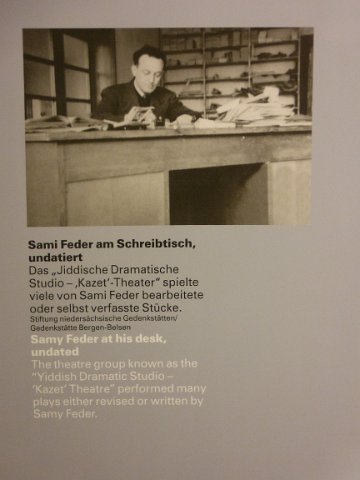 Sami Feder am Schreibtisch,
undatiert
Das „Jiddische Dramatische
Studio – ‚Kazet‘-Theater“ spielte
viele von Sami Feder bearbeitete
oder selbst verfasste Stücke.
Stiftung niedersächsische Gedenkstätten/
Gedenkstätte Bergen-Belsen
Samy Feder at his desk,
undated
The theatre group known as the
“Yiddish Dramatic Studio –
‘Kazet’ Theatre” performed many
plays either revised or written by
Samy Feder.